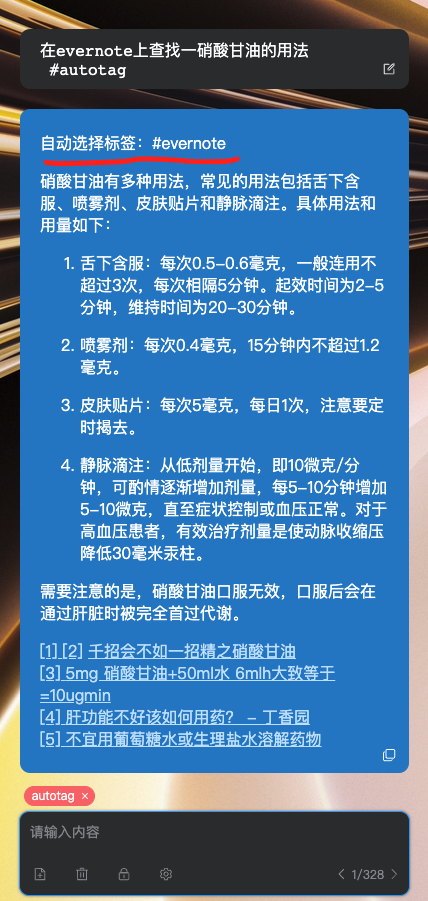 在evernote上查找一硝酸甘油的用法
#autotag
自动选择标签：#evernote
硝酸甘油有多种用法，常见的用法包括舌下含
服、喷雾剂、皮肤贴片和静脉滴注。具体用法和
用量如下：
1. 舌下含服：每次0.5-0.6毫克，一般连用不
超过3次，每次相隔5分钟。起效时间为2-5
分钟，维持时间为20-30分钟。
2. 喷雾剂：每次0.4毫克，15分钟内不超过1.2
毫克。
3. 皮肤贴片：每次5毫克，每日1次，注意要定
时揭去。
4. 静脉滴注：从低剂量开始，即10微克/分
钟，可酌情逐渐增加剂量，每5-10分钟增加
5-10微克，直至症状控制或血压正常。对于
高血压患者，有效治疗剂量是使动脉收缩压
降低30毫米汞柱。
需要注意的是，硝酸甘油口服无效，口服后会在
通过肝脏时被完全首过代谢。
[1] [2] 千招会不如一招精之硝酸甘油
[3] 5mg 硝酸甘油+50ml水 6mlh大致等于
=10ugmin
[4] 肝功能不好该如何用药？ - 丁香园
[5] 不宜用葡萄糖水或生理盐水溶解药物
autotag ×
请输入内容
1/328